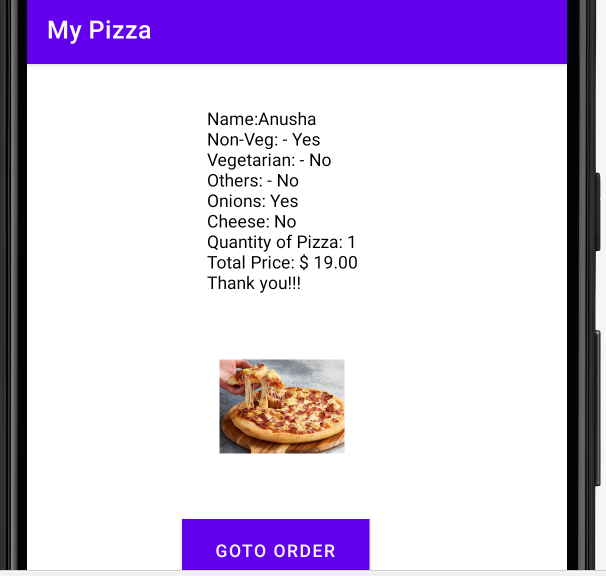 My Pizza
Name:Anusha
Non-Veg: - Yes
Vegetarian: - No
Others: - No
Onions: Yes
Cheese: No
Quantity of Pizza: 1
Total Price: $ 19.00
Thank you!!!
GOTO ORDER